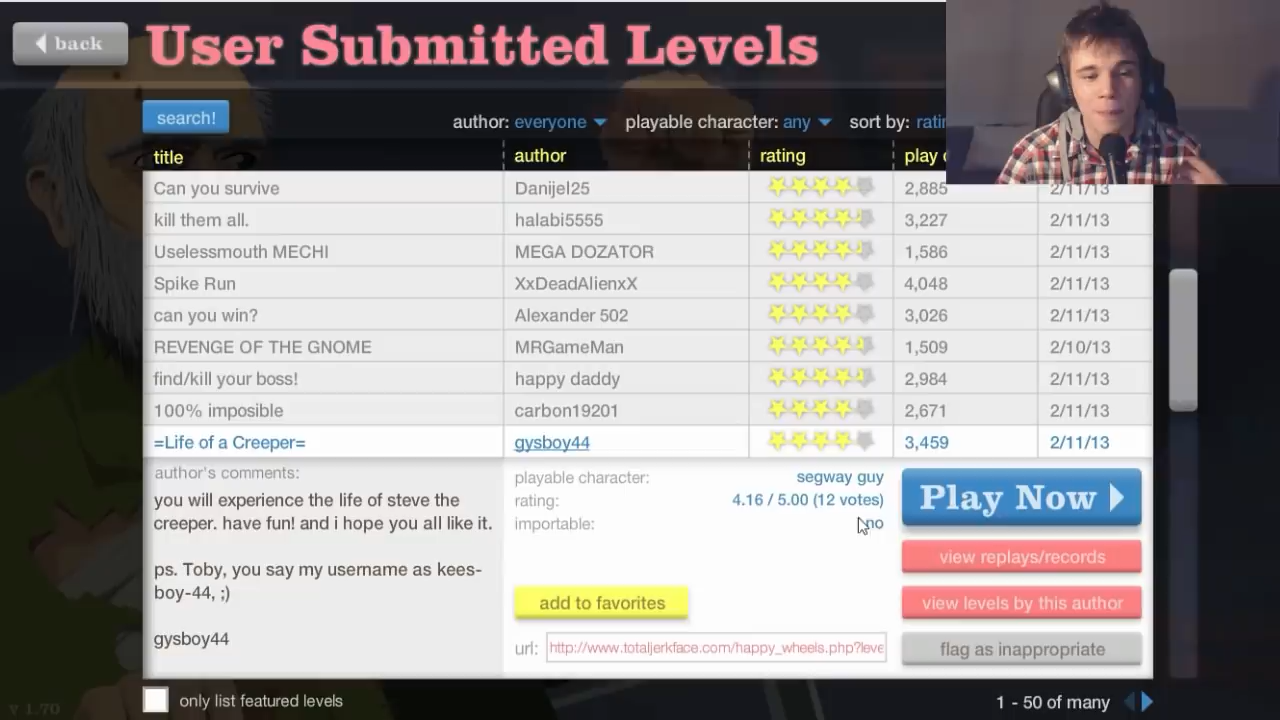 back
User Submitted Levels
search!
author: everyone playable character: any sort by:
title author rating play
Can you survive Danijel25 2,885 2/11/13
kill them all. halabi5555 3,227 2/11/13
Uselessmouth MECHI MEGA DOZATOR 1,586 2/11/13
Spike Run XxDeadAlienxX 4,048 2/11/13
can you win? Alexander 502 3,026 2/11/13
REVENGE OF THE GNOME MRGameMan 1,509 2/10/13
find/kill your boss! happy daddy 2,984 2/11/13
100% imposible carbon19201 2,671 2/11/13
=Life of a Creeper= gysboy44 3,459 2/11/13
author's comments:
you will experience the life of steve the
creeper. have fun! and i hope you all like it.
ps. Toby, you say my username as kees-
boy-44, ;)
gysboy44
playable character: segway guy
rating: 4.16 / 5.00 (12 votes)
importable: no
add to favorites
url: http://www.totaljerkface.com/happy_wheels.php?leve
Play Now
view replays/records
view levels by this author
flag as inappropriate
only list featured levels
1 - 50 of many
v 1.70